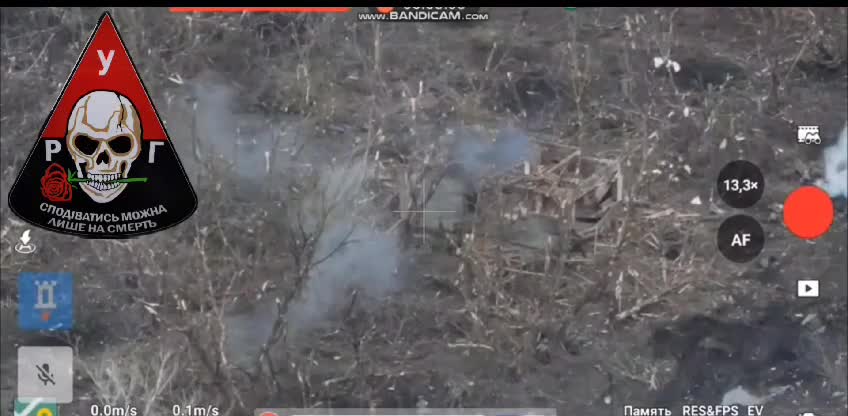 WWW.BANDICAM.COM
У
Р Г
СПОДІВАТИСЬ МОЖНА
ЛИШЕ НА СМЕРТЬ
13,3×
AF
0.0m/s 0.1m/s
Память RES&FPS EV